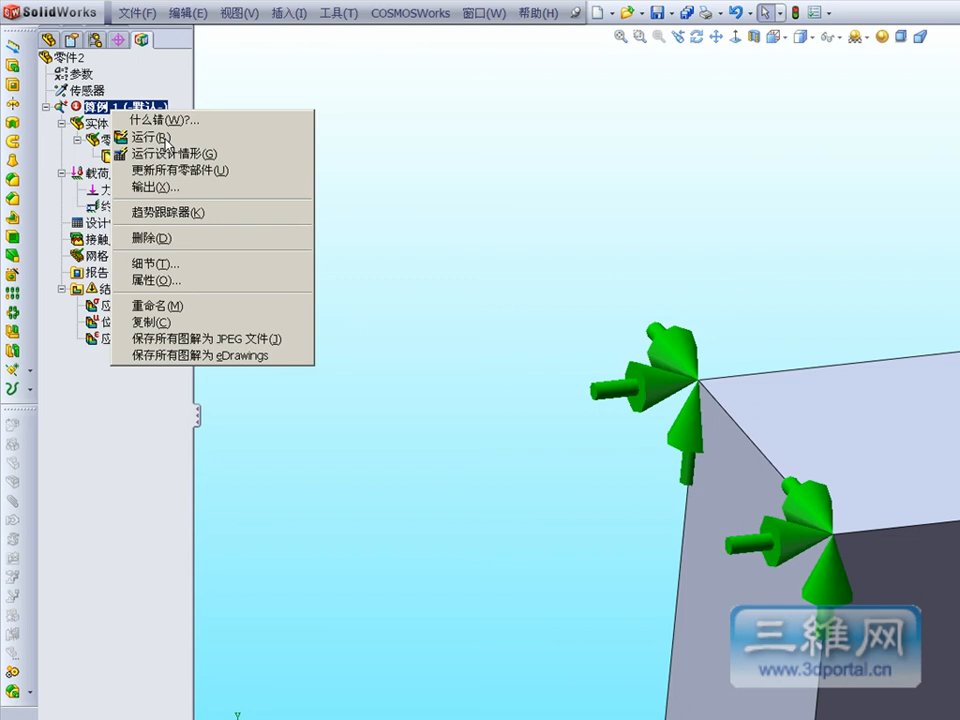 SolidWorks 文件(F) 编辑(E) 视图(V) 插入(I) 工具(T) COSMOSWorks 窗口(W) 帮助(H)
零件2
参数
传感器
算例 1 (-默认-)
实体
载荷
设计
接触
网格
报告
什么错(W)?...
运行(R)
运行设计情形(G)
更新所有零部件(U)
输出(X)...
趋势跟踪器(K)
删除(D)
细节(T)...
属性(O)...
重命名(M)
复制(C)
保存所有图解为 JPEG 文件(J)
保存所有图解为 eDrawings
三維网
www.3dportal.cn
Y